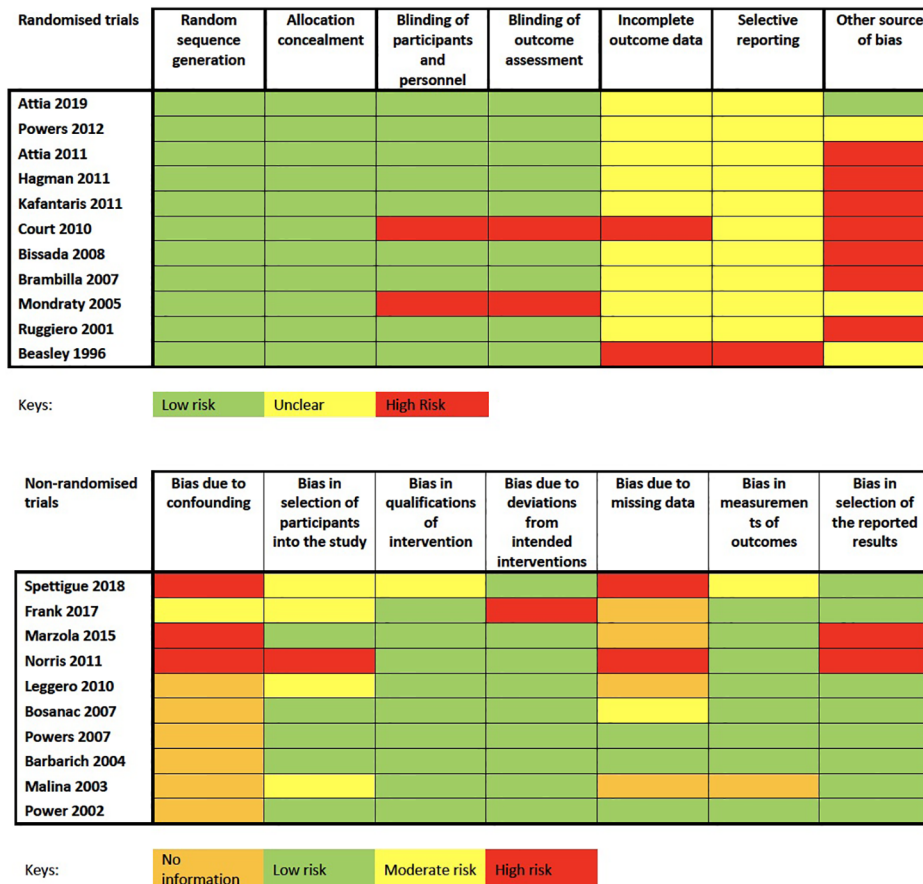 Randomised trials
Random sequence generation
Allocation concealment
Blinding of participants and personnel
Blinding of outcome assessment
Incomplete outcome data
Selective reporting
Other source of bias
Attia 2019
Powers 2012
Attia 2011
Hagman 2011
Kafantaris 2011
Court 2010
Bissada 2008
Brambilla 2007
Mondraty 2005
Ruggiero 2001
Beasley 1996
Keys:
Low risk
Unclear
High Risk
Non-randomised trials
Bias due to confounding
Bias in selection of participants into the study
Bias in qualifications of intervention
Bias due to deviations from intended interventions
Bias due to missing data
Bias in measuremen ts of outcomes
Bias in selection of the reported results
Spettigue 2018
Frank 2017
Marzola 2015
Norris 2011
Leggero 2010
Bosanac 2007
Powers 2007
Barbarich 2004
Malina 2003
Power 2002
Keys:
No information
Low risk
Moderate risk
High risk